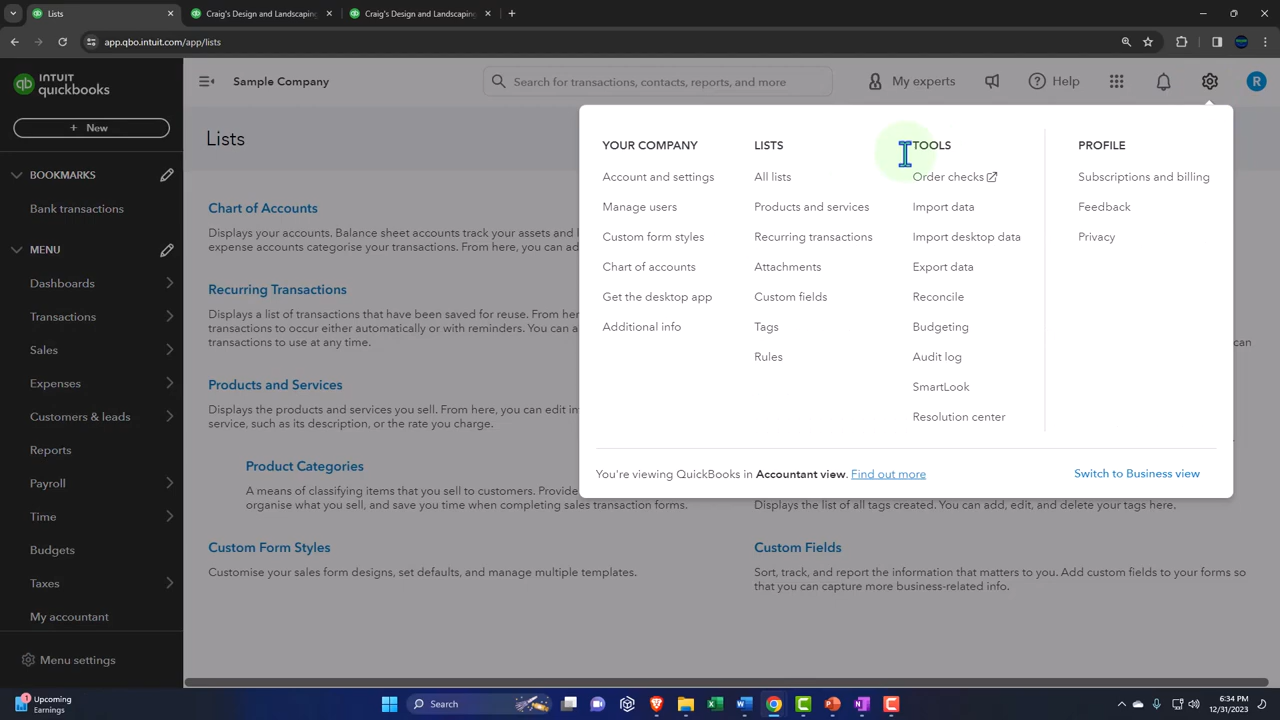 Lists
Craig's Design and Landscaping
Craig's Design and Landscaping
app.qbo.intuit.com/app/lists
INTUIT
quickbooks
Sample Company
Search for transactions, contacts, reports, and more
My experts
Help
R
+ New
BOOKMARKS
Bank transactions
MENU
Dashboards
Transactions
Sales
Expenses
Customers & leads
Reports
Payroll
Time
Budgets
Taxes
My accountant
Menu settings
Lists
Chart of Accounts
Displays your accounts. Balance sheet accounts track your assets and
expense accounts categorise your transactions. From here, you can ad
Recurring Transactions
Displays a list of transactions that have been saved for reuse. From her
transactions to occur either automatically or with reminders. You can a
transactions to use at any time.
can
Products and Services
Displays the products and services you sell. From here, you can edit in
service, such as its description, or the rate you charge.
Product Categories
A means of classifying items that you sell to customers. Provide
organise what you sell, and save you time when completing sales transaction forms.
Displays the list of all tags created. You can add, edit, and delete your tags here.
Custom Form Styles
Customise your sales form designs, set defaults, and manage multiple templates.
Custom Fields
Sort, track, and report the information that matters to you. Add custom fields to your forms so
that you can capture more business-related info.
YOUR COMPANY
Account and settings
Manage users
Custom form styles
Chart of accounts
Get the desktop app
Additional info
LISTS
All lists
Products and services
Recurring transactions
Attachments
Custom fields
Tags
Rules
TOOLS
Order checks
Import data
Import desktop data
Export data
Reconcile
Budgeting
Audit log
SmartLook
Resolution center
PROFILE
Subscriptions and billing
Feedback
Privacy
You're viewing QuickBooks in Accountant view. Find out more
Switch to Business view
1
Upcoming
Earnings
Search
6:34 PM
12/31/2023